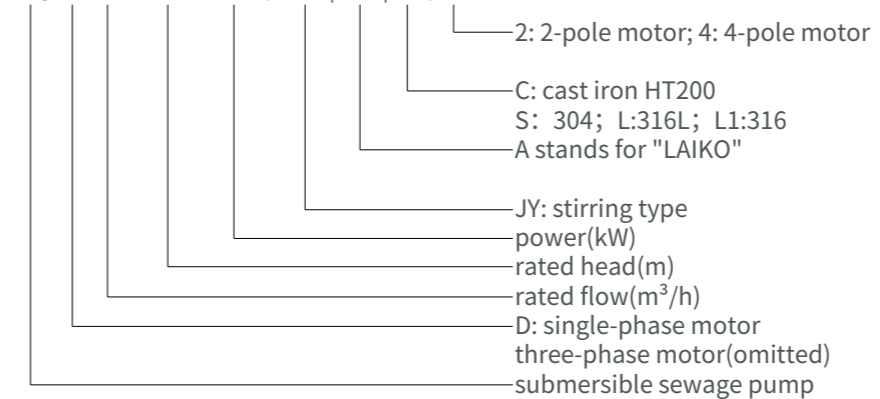 2: 2-pole motor; 4: 4-pole motor
C: cast iron HT200
S： 304； L:316L； L1:316
A stands for "LAIKO"
JY: stirring type
power(kW)
rated head(m)
rated flow(m³/h)
D: single-phase motor
three-phase motor(omitted)
submersible sewage pump